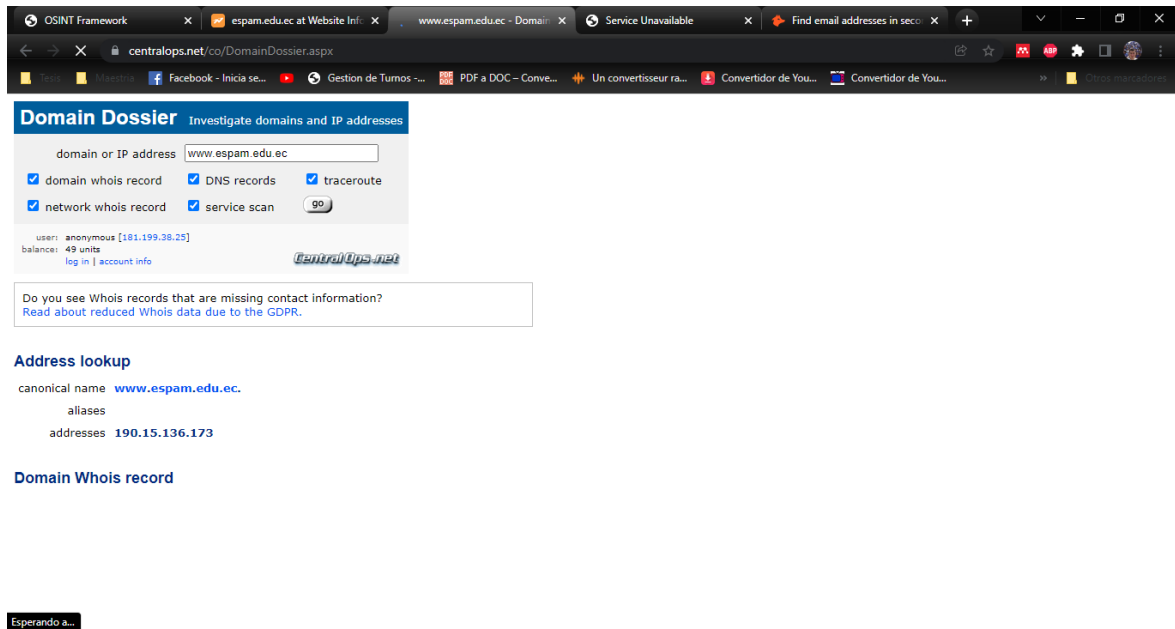 OSINT Framework
espam.edu.ec at Website Info
www.espam.edu.ec - Domain
Service Unavailable
Find email addresses in seco
centralops.net/co/DomainDossier.aspx
Tesis
Maestria
Facebook - Inicia se...
Gestion de Turnos -...
PDF a DOC – Conve...
Un convertisseur ra...
Convertidor de You...
Convertidor de You...
Otros marcadores
Domain Dossier Investigate domains and IP addresses
domain or IP address www.espam.edu.ec
domain whois record DNS records traceroute
network whois record service scan go
user: anonymous [181.199.38.25]
balance: 49 units
log in | account info
CentralOps.net
Do you see Whois records that are missing contact information?
Read about reduced Whois data due to the GDPR.
Address lookup
canonical name www.espam.edu.ec.
aliases
addresses 190.15.136.173
Domain Whois record
Esperando a...